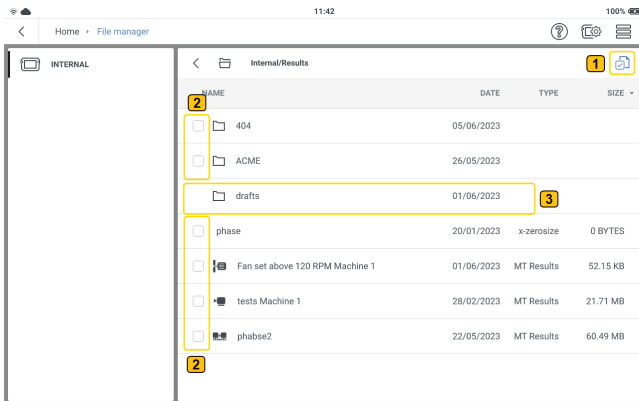 11:42
100%
Home › File manager
INTERNAL
Internal/Results
1
NAME DATE TYPE SIZE
2
404 05/06/2023
ACME 26/05/2023
drafts 01/06/2023
3
phase 20/01/2023 x-zerosize 0 BYTES
Fan set above 120 RPM Machine 1 01/06/2023 MT Results 52.15 KB
tests Machine 1 28/02/2023 MT Results 21.71 MB
phabse2 22/05/2023 MT Results 60.49 MB
2